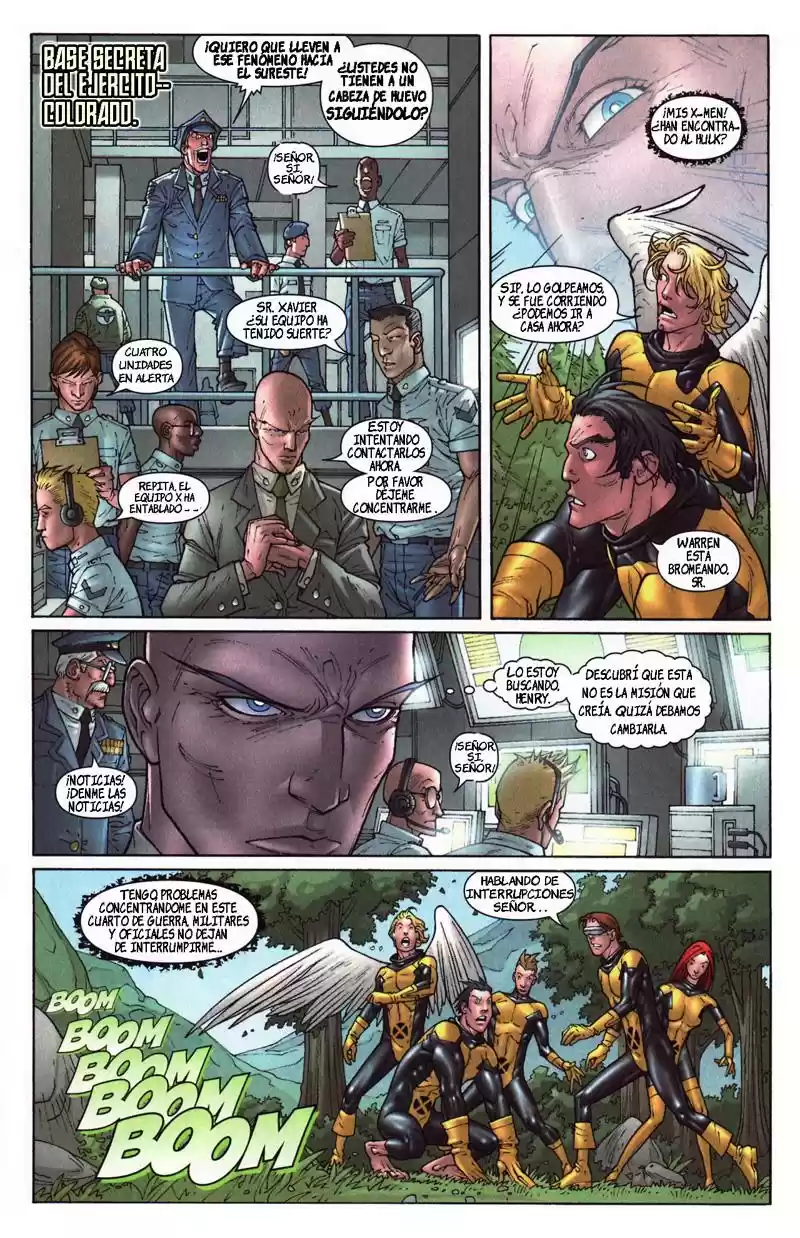 BASE SECRETA
DEL EJERCITO--
COLORADO.
¡QUIERO QUE LLEVEN A
ESE FENÓMENO HACIA
EL SURESTE!
¿USTEDES NO
TIENEN A UN
CABEZA DE HUEVO
SIGUIÉNDOLO?
¡SEÑOR,
SI,
SEÑOR!
SR. XAVIER
¿SU EQUIPO HA
TENIDO SUERTE?
CUATRO
UNIDADES
EN ALERTA
REPITA, EL
EQUIPO X HA
ENTABLADO - -
ESTOY
INTENTANDO
CONTACTARLOS
AHORA.
POR FAVOR
DÉJEME
CONCENTRARME.
¡MIS X-MEN!
¿HAN ENCONTRA-
DO AL HULK?
SIP, LO GOLPEAMOS,
Y SE FUE CORRIENDO
¿PODEMOS IR A
CASA AHORA?
WARREN
ESTA
BROMEANDO,
SR.
¡NOTICIAS!
¡DENME LAS
NOTICIAS!
LO ESTOY
BUSCANDO,
HENRY.
¡SEÑOR,
SI,
SEÑOR!
DESCUBRÍ QUE ESTA
NO ES LA MISIÓN QUE
CREÍA. QUIZÁ DEBAMOS
CAMBIARLA.
TENGO PROBLEMAS
CONCENTRÁNDOME EN ESTE
CUARTO DE GUERRA, MILITARES
Y OFICIALES NO DEJAN
DE INTERRUMPIRME...
HABLANDO DE
INTERRUPCIONES
SEÑOR. . .
BOOM
BOOM
BOOM
BOOM
BOOM